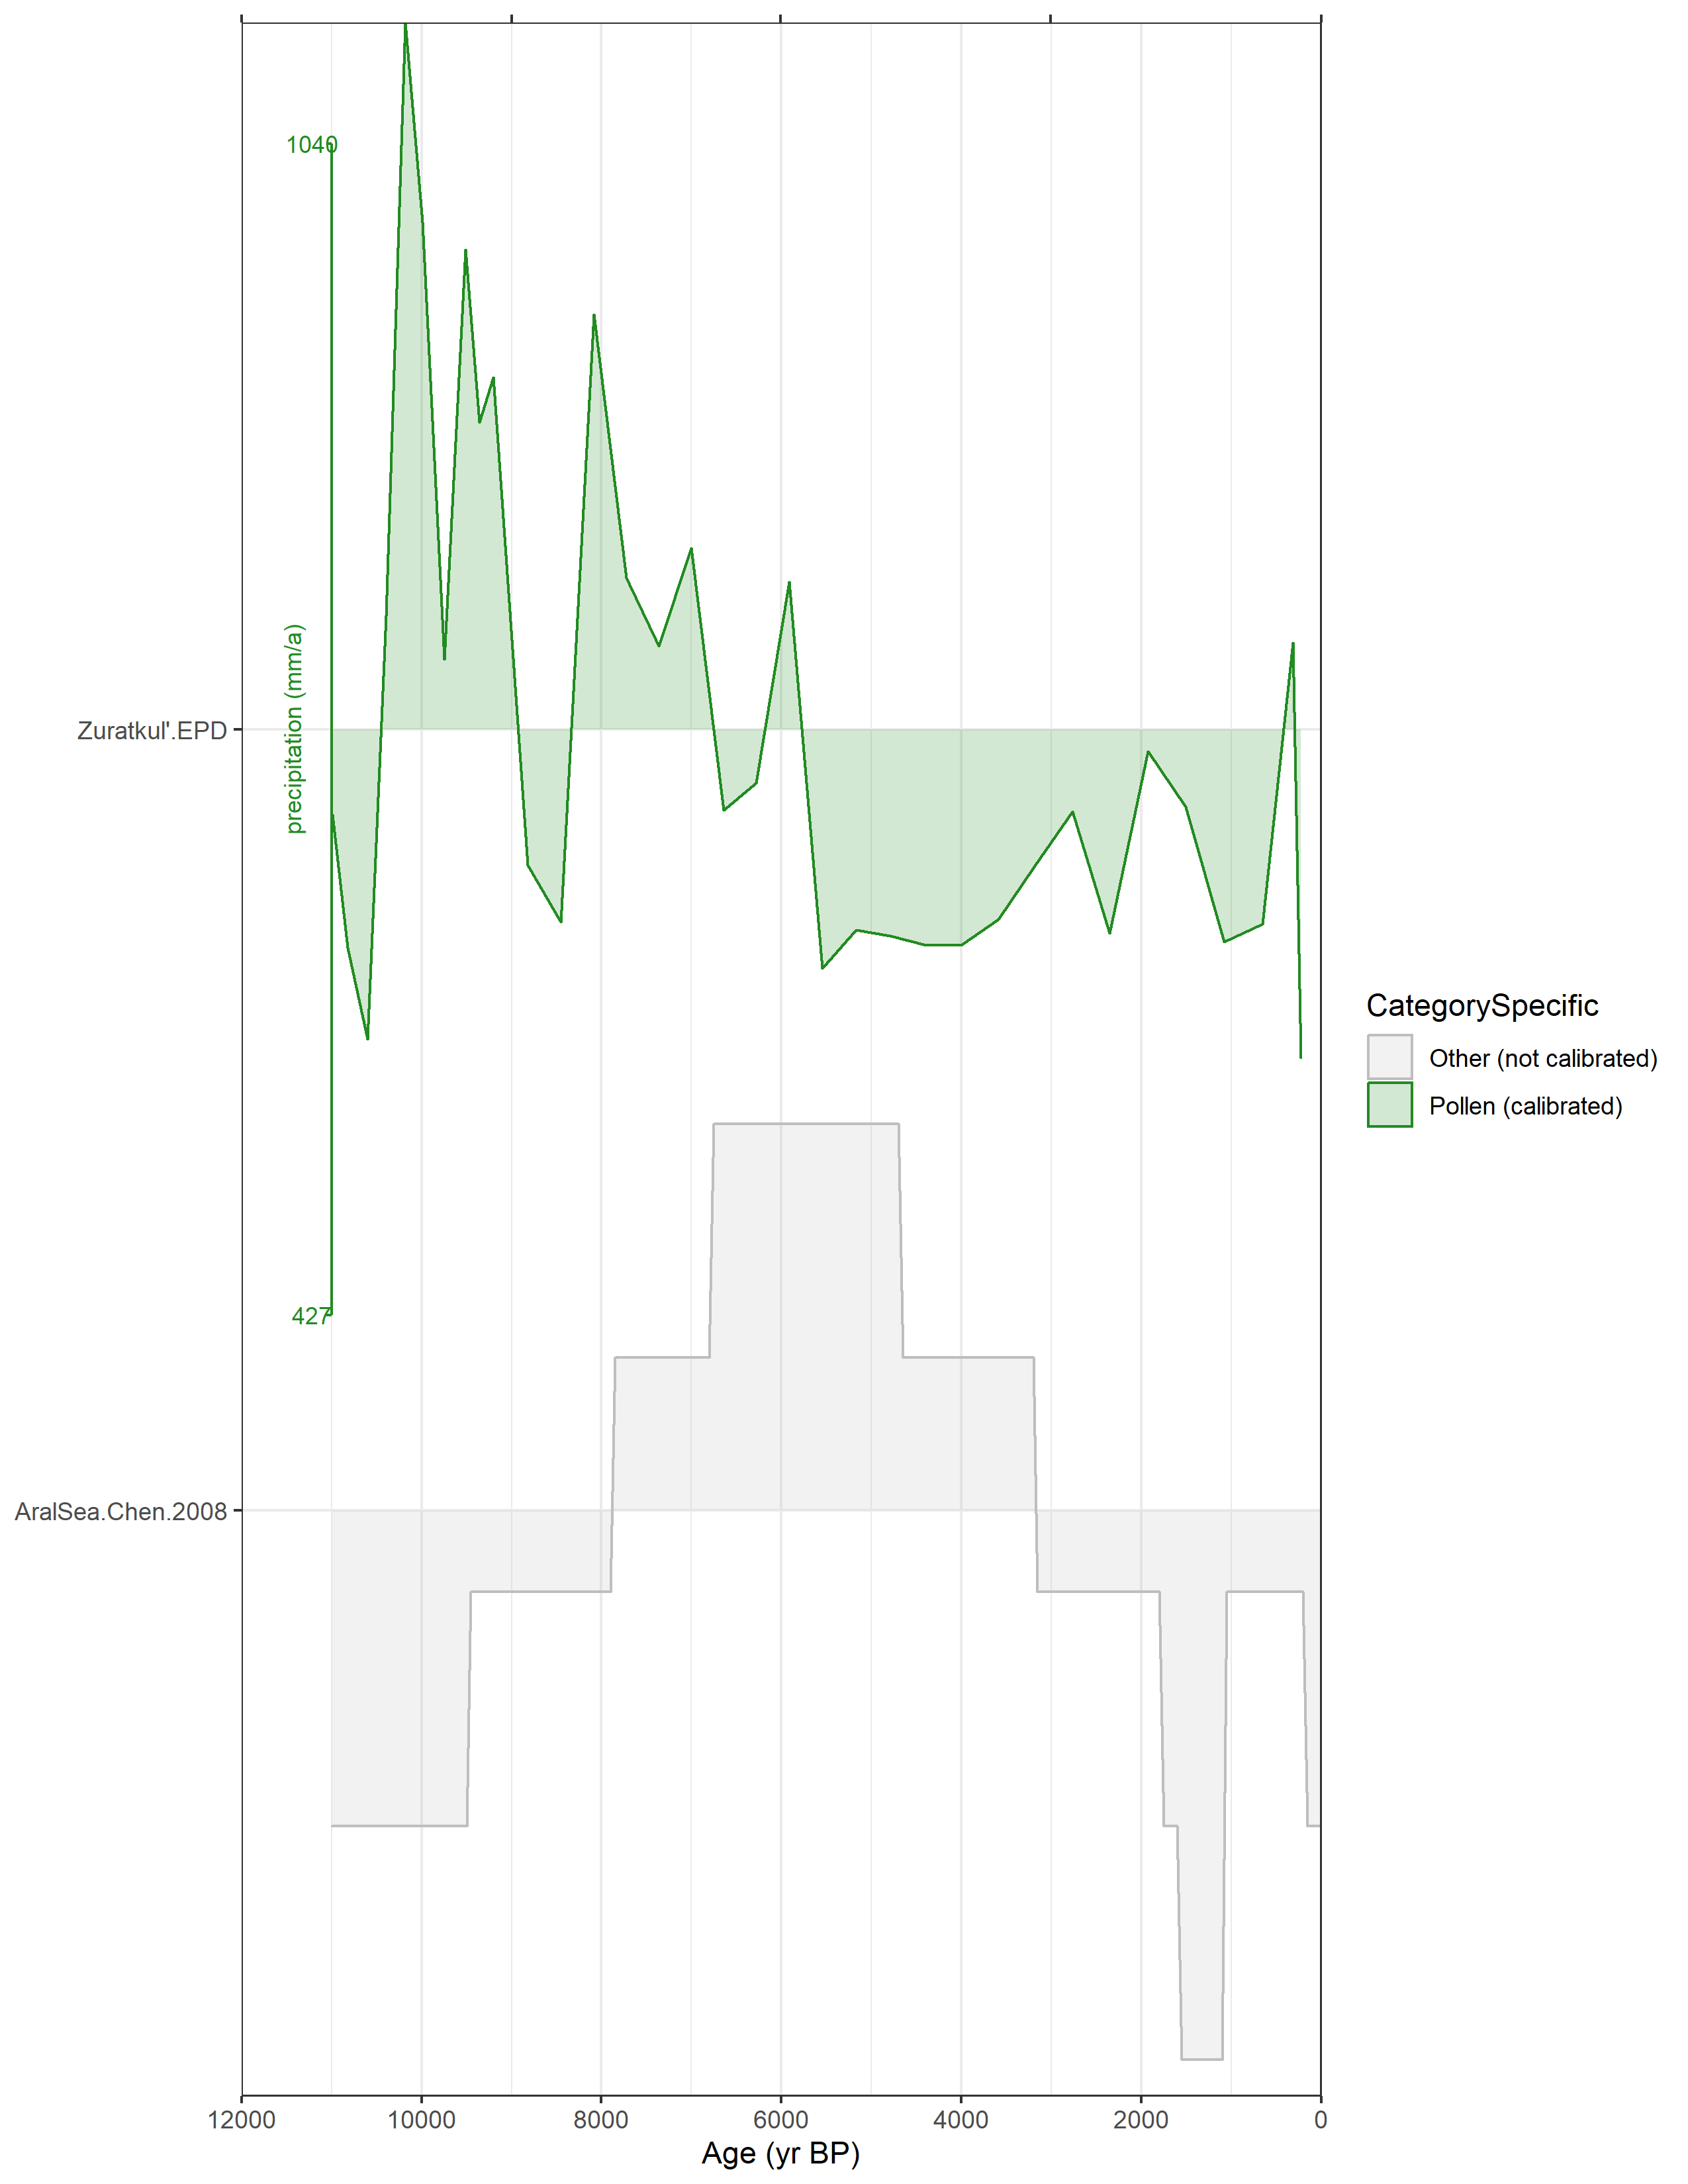 1040
precipitation (mm/a)
Zuratkul'.EPD
427
AralSea.Chen.2008
CategorySpecific
Other (not calibrated)
Pollen (calibrated)
12000 10000 8000 6000 4000 2000 0
Age (yr BP)